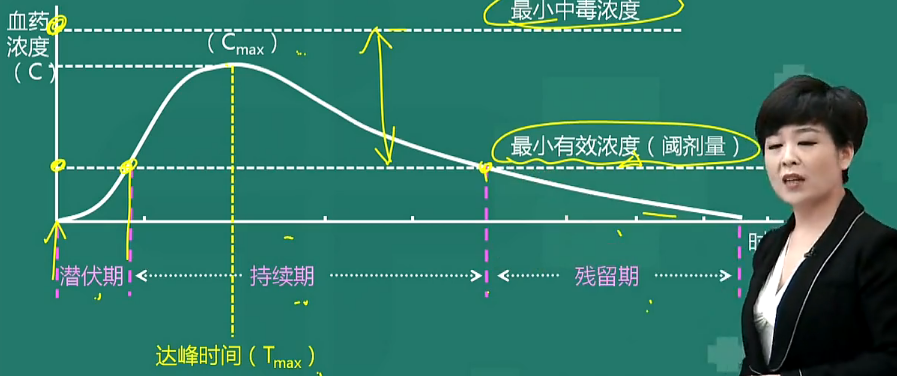 最小中毒浓度
血药
浓度
（C）
（Cmax）
最小有效浓度（阈剂量）
时
潜伏期
持续期
残留期
达峰时间（Tmax）